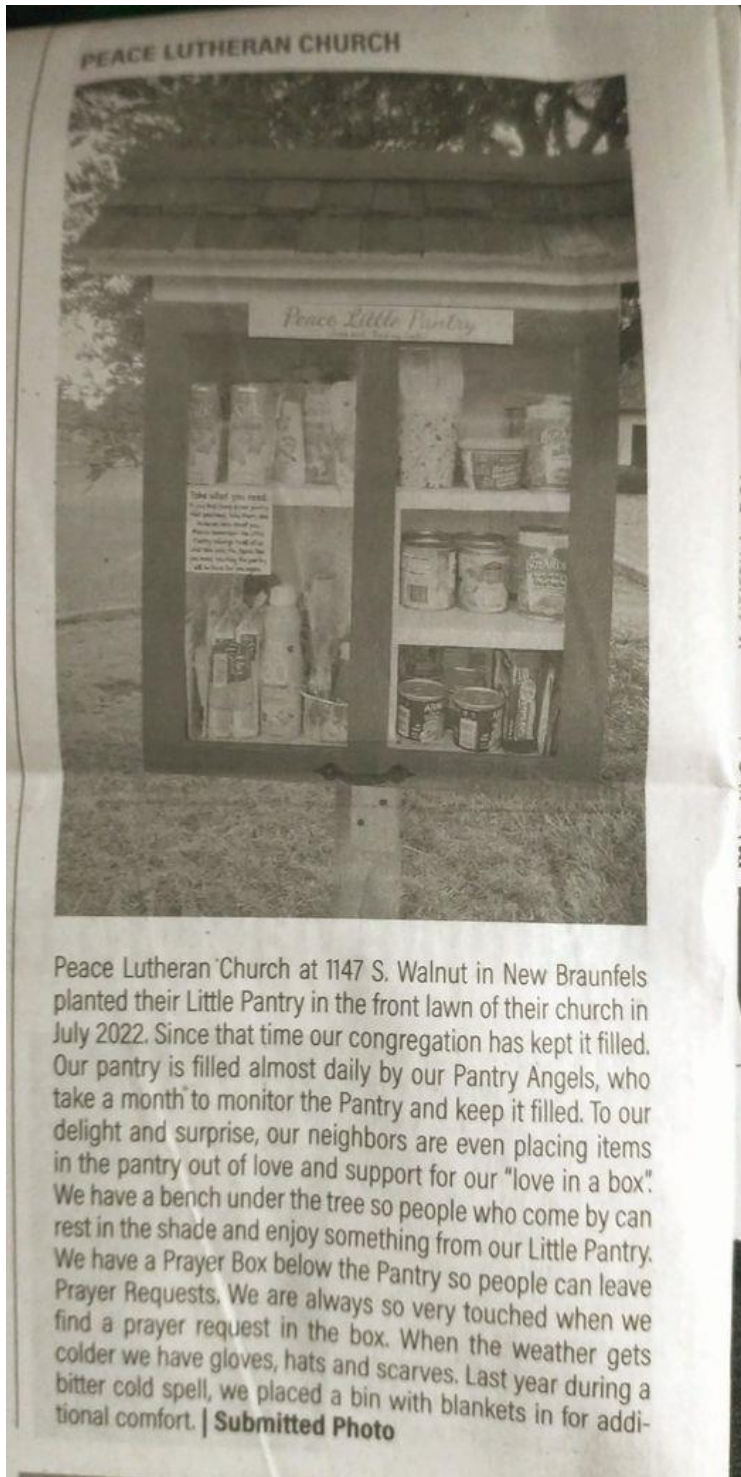 PEACE LUTHERAN CHURCH
Peace Little Pantry
Take what you need
Peace Lutheran Church at 1147 S. Walnut in New Braunfels
planted their Little Pantry in the front lawn of their church in
July 2022. Since that time our congregation has kept it filled.
Our pantry is filled almost daily by our Pantry Angels, who
take a month to monitor the Pantry and keep it filled. To our
delight and surprise, our neighbors are even placing items
in the pantry out of love and support for our "love in a box".
We have a bench under the tree so people who come by can
rest in the shade and enjoy something from our Little Pantry.
We have a Prayer Box below the Pantry so people can leave
Prayer Requests. We are always so very touched when we
find a prayer request in the box. When the weather gets
colder we have gloves, hats and scarves. Last year during a
bitter cold spell, we placed a bin with blankets in for addi-
tional comfort. | Submitted Photo